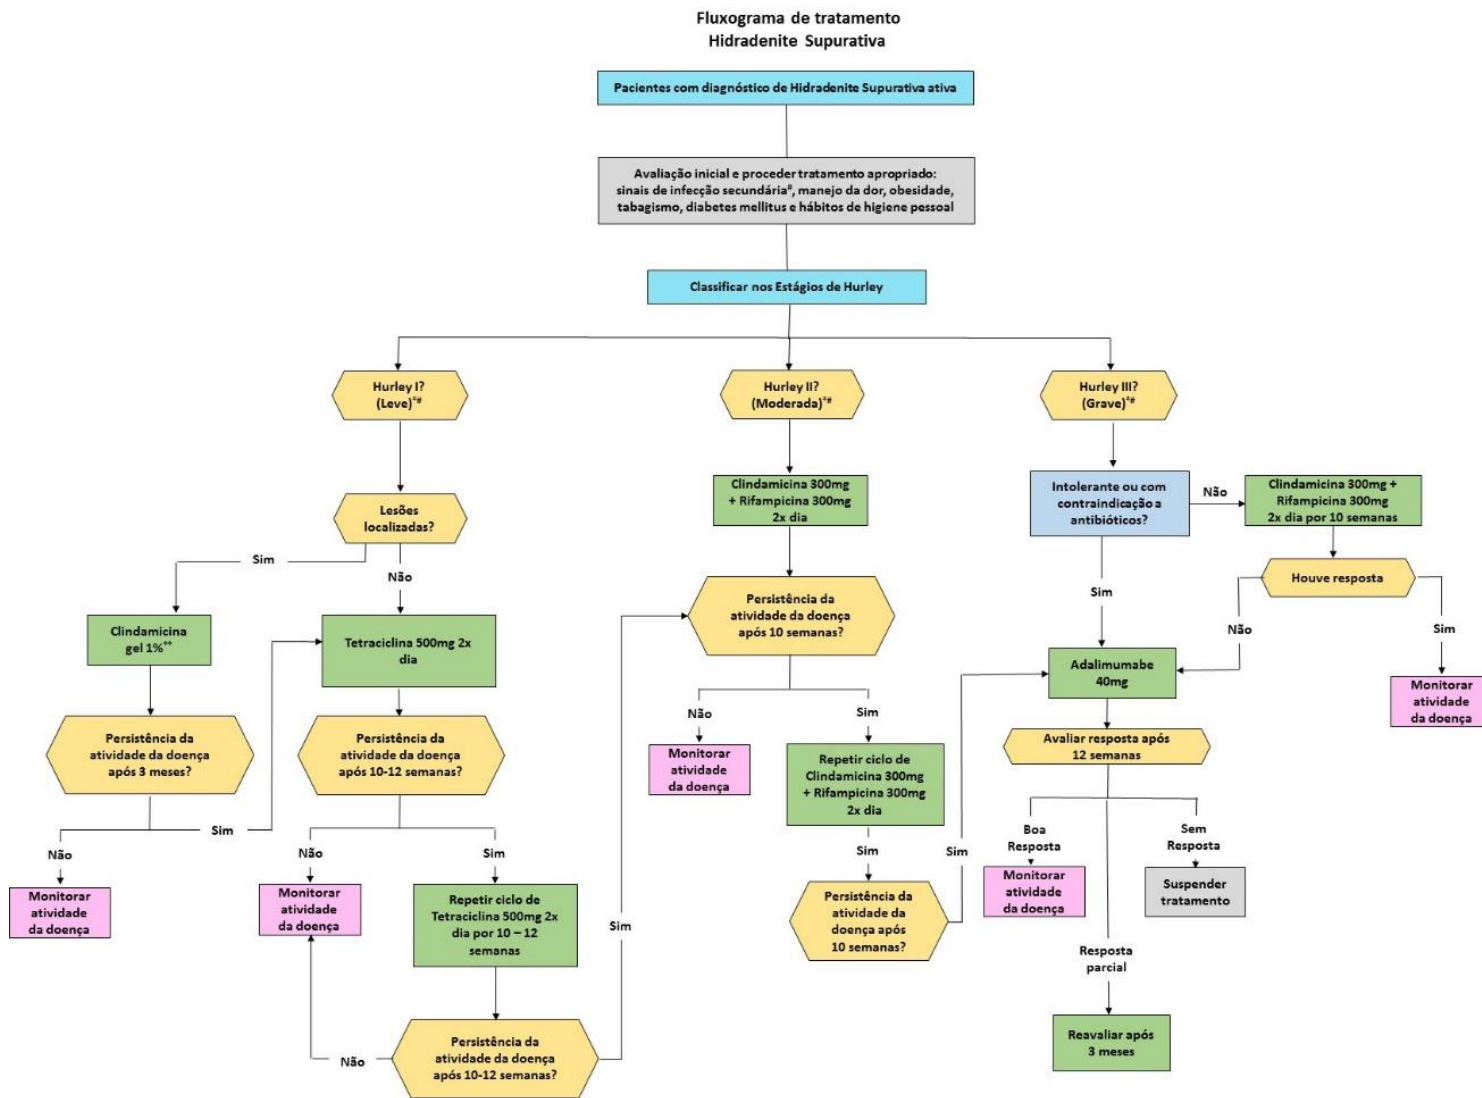 Fluxograma de tratamento
Hidradenite Supurativa
Pacientes com diagnóstico de Hidradenite Supurativa ativa
Avaliação inicial e proceder tratamento apropriado:
sinais de infecção secundária#, manejo da dor, obesidade,
tabagismo, diabetes mellitus e hábitos de higiene pessoal
Classificar nos Estágios de Hurley
Hurley I?
(Leve)*#
Lesões
localizadas?
Sim
Não
Clindamicina
gel 1%**
Tetraciclina 500mg 2x
dia
Persistência da
atividade da doença
após 3 meses?
Persistência da
atividade da doença
após 10-12 semanas?
Sim
Não
Monitorar
atividade
da doença
Não
Sim
Monitorar
atividade
da doença
Repetir ciclo de
Tetraciclina 500mg 2x
dia por 10 – 12
semanas
Não
Persistência da
atividade da doença
após 10-12 semanas?
Sim
Hurley II?
(Moderada)*#
Clindamicina 300mg
+ Rifampicina 300mg
2x dia
Persistência da
atividade da doença
após 10 semanas?
Não
Sim
Monitorar
atividade
da doença
Repetir ciclo de
Clindamicina 300mg
+ Rifampicina 300mg
2x dia
Sim
Persistência da
atividade da
doença após
10 semanas?
Sim
Hurley III?
(Grave)*#
Intolerante ou com
contraindicação a
antibióticos?
Não
Clindamicina 300mg +
Rifampicina 300mg
2x dia por 10 semanas
Houve resposta
Sim
Não
Sim
Monitorar
atividade
da doença
Adalimumabe
40mg
Avaliar resposta após
12 semanas
Boa
Resposta
Sem
Resposta
Monitorar
atividade
da doença
Suspender
tratamento
Resposta
parcial
Reavaliar após
3 meses